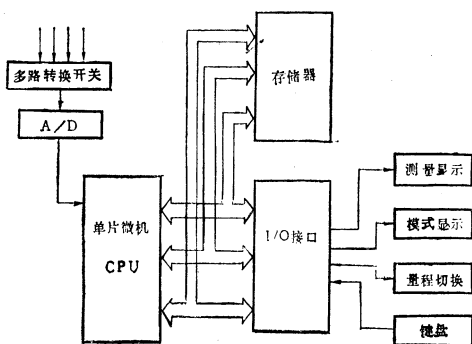 多路转换开关
A/D
存储器
单片微机
CPU
I/O接口
测量显示
模式显示
量程切换
键盘